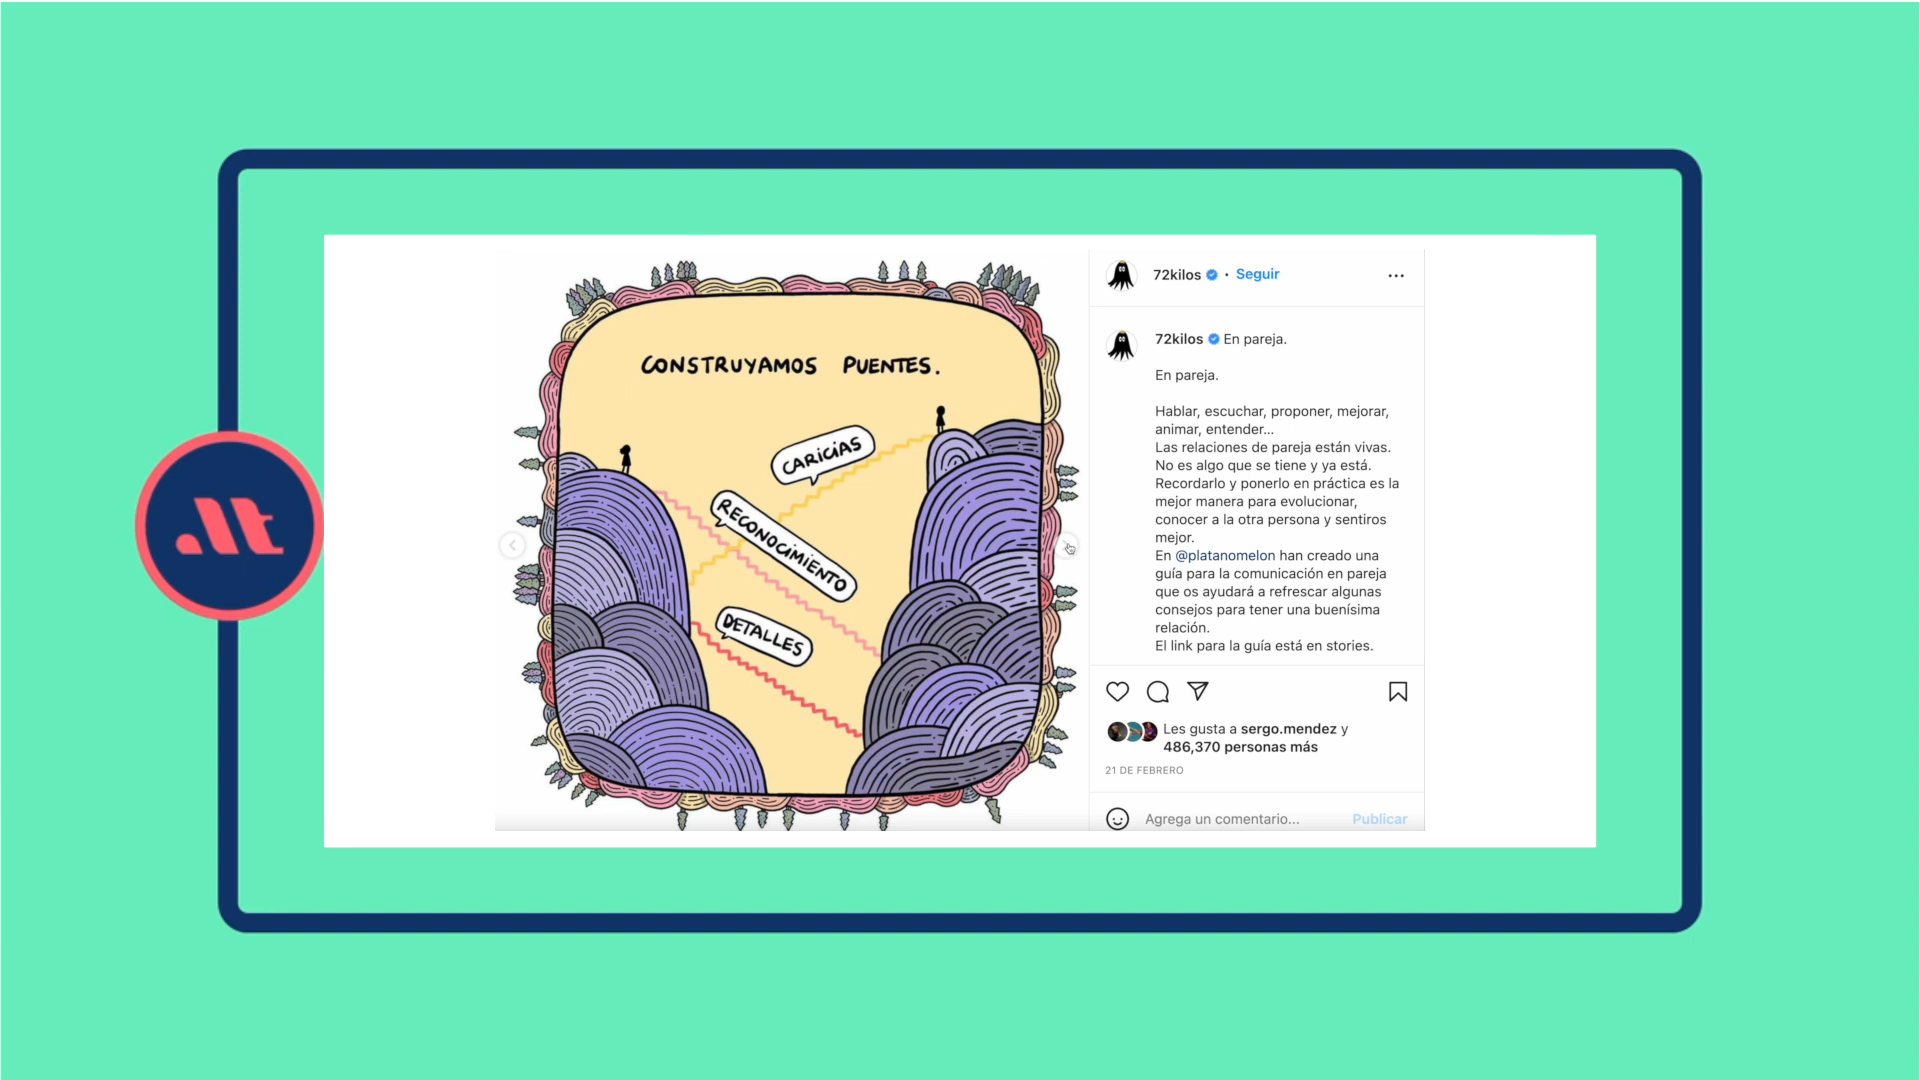 CONSTRUYAMOS PUENTES.
CARICIAS
RECONOCIMIENTO
DETALLES
72kilos • Seguir
72kilos En pareja.
En pareja.
Hablar, escuchar, proponer, mejorar,
animar, entender...
Las relaciones de pareja están vivas.
No es algo que se tiene y ya está.
Recordarlo y ponerlo en práctica es la
mejor manera para evolucionar,
conocer a la otra persona y sentiros
mejor.
En @platanomelon han creado una
guía para la comunicación en pareja
que os ayudará a refrescar algunas
consejos para tener una buenísima
relación.
El link para la guía está en stories.
Les gusta a sergo.mendez y
486,370 personas más
21 DE FEBRERO
Agrega un comentario... Publicar